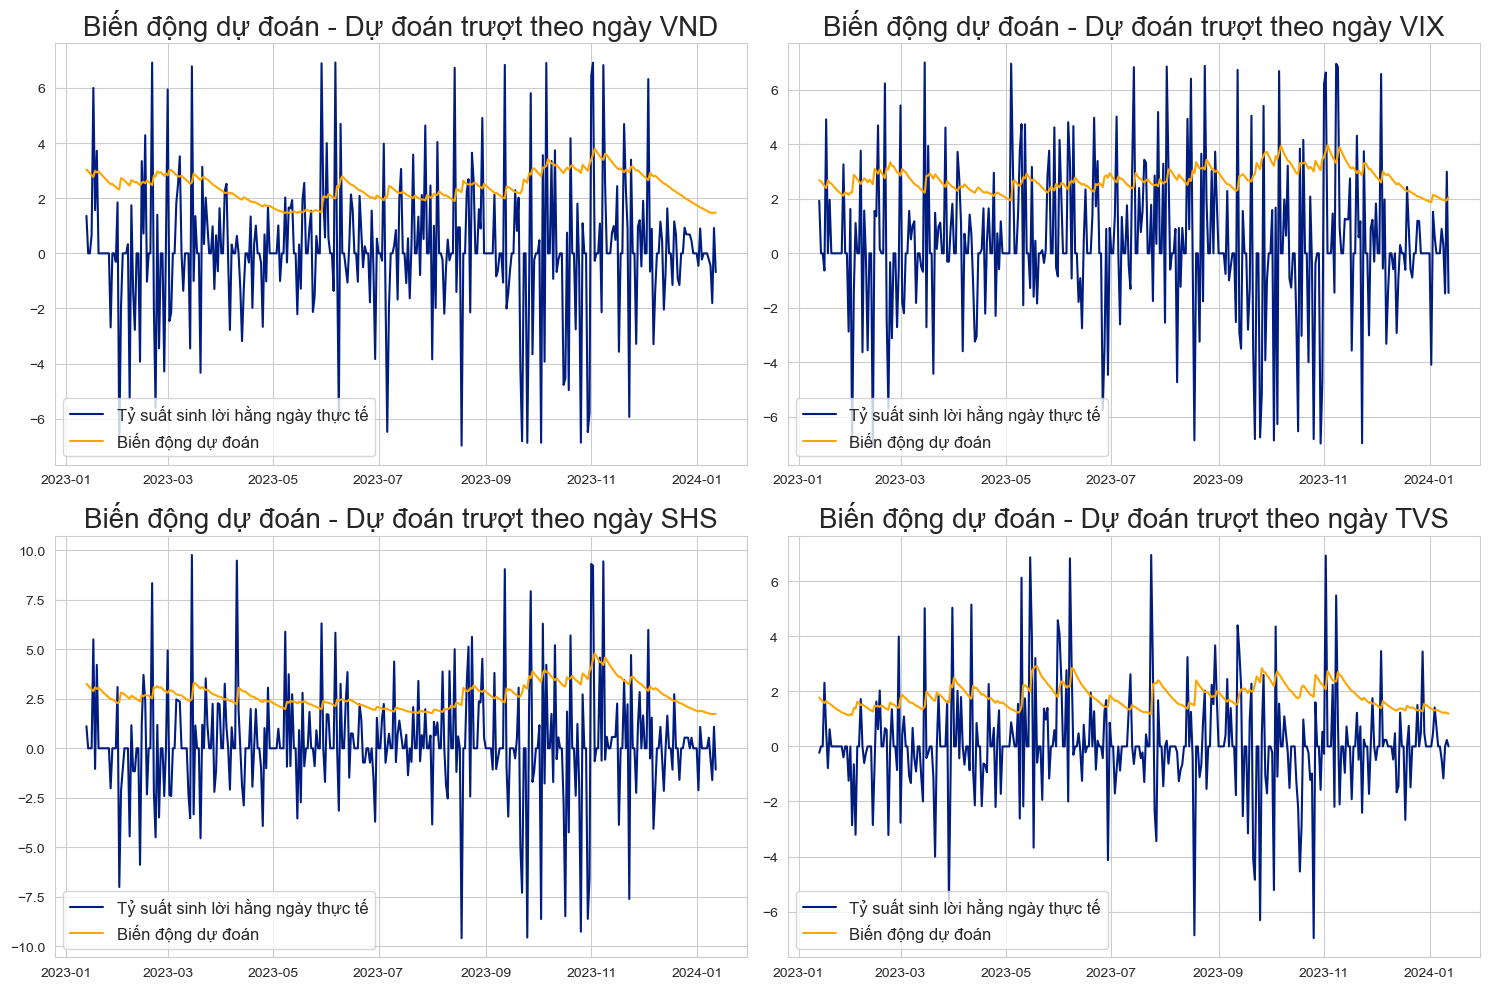 Biến động dự đoán - Dự đoán trượt theo ngày VND
6
4
2
0
−2
−4
−6
Tỷ suất sinh lời hằng ngày thực tế
Biến động dự đoán
2023-01 2023-03 2023-05 2023-07 2023-09 2023-11 2024-01
Biến động dự đoán - Dự đoán trượt theo ngày VIX
6
4
2
0
−2
−4
−6
Tỷ suất sinh lời hằng ngày thực tế
Biến động dự đoán
2023-01 2023-03 2023-05 2023-07 2023-09 2023-11 2024-01
Biến động dự đoán - Dự đoán trượt theo ngày SHS
10.0
7.5
5.0
2.5
0.0
−2.5
−5.0
−7.5
−10.0
Tỷ suất sinh lời hằng ngày thực tế
Biến động dự đoán
2023-01 2023-03 2023-05 2023-07 2023-09 2023-11 2024-01
Biến động dự đoán - Dự đoán trượt theo ngày TVS
6
4
2
0
−2
−4
−6
Tỷ suất sinh lời hằng ngày thực tế
Biến động dự đoán
2023-01 2023-03 2023-05 2023-07 2023-09 2023-11 2024-01